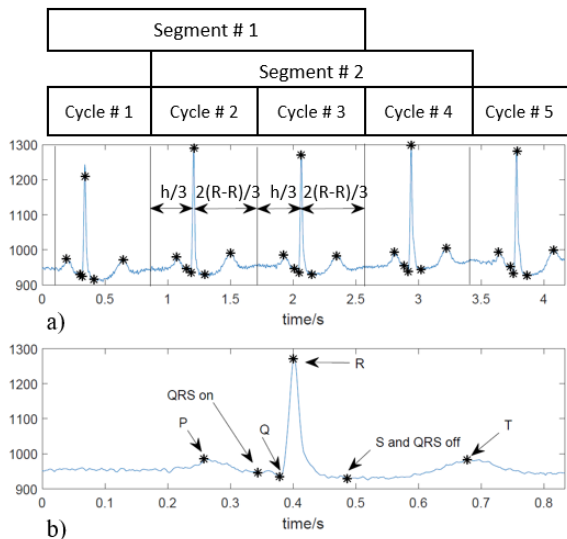 Segment # 1
Segment # 2
Cycle # 1 Cycle # 2 Cycle # 3 Cycle # 4 Cycle # 5
1300
1200
1100
1000
900
h/3 2(R-R)/3 h/3 2(R-R)/3
0 0.5 1 1.5 2 2.5 3 3.5 4
a) time/s
1300
1200
1100
1000
900
R
QRS on
P
Q
S and QRS off
T
0 0.1 0.2 0.3 0.4 0.5 0.6 0.7 0.8
b) time/s